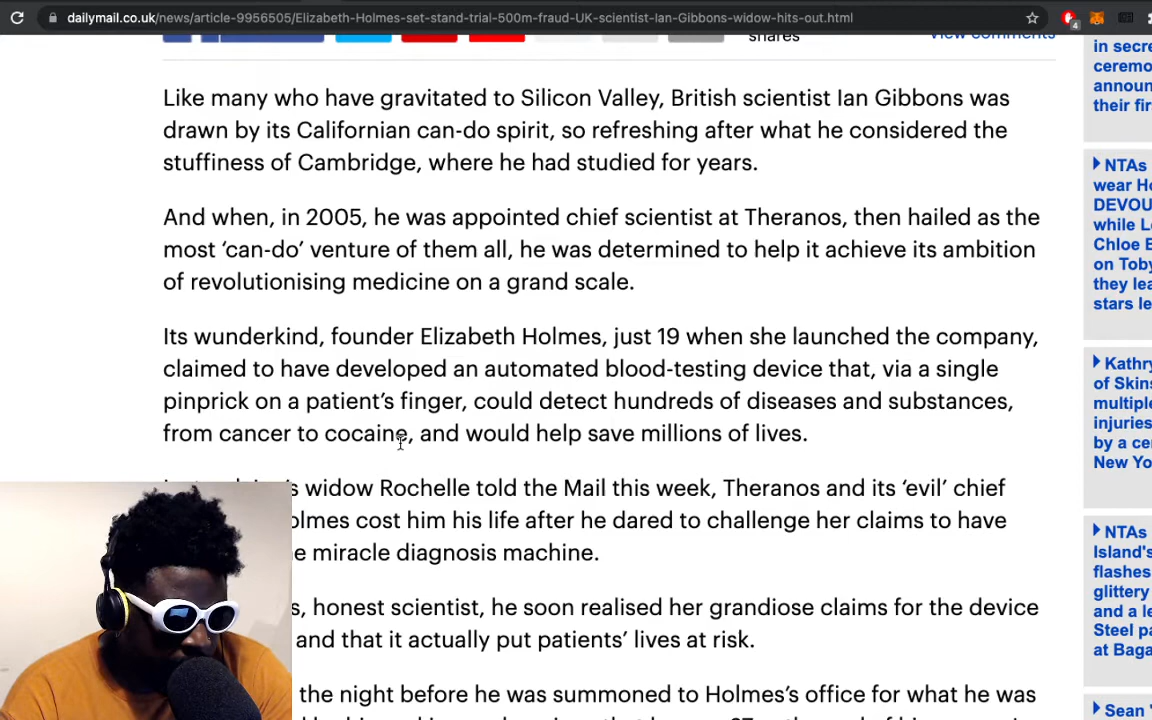 dailymail.co.uk/news/article-9956505/Elizabeth-Holmes-set-stand-trial-500m-fraud-UK-scientist-Ian-Gibbons-widow-hits-out.html
4
shares
View comments
Like many who have gravitated to Silicon Valley, British scientist Ian Gibbons was
drawn by its Californian can-do spirit, so refreshing after what he considered the
stuffiness of Cambridge, where he had studied for years.
And when, in 2005, he was appointed chief scientist at Theranos, then hailed as the
most ‘can-do’ venture of them all, he was determined to help it achieve its ambition
of revolutionising medicine on a grand scale.
Its wunderkind, founder Elizabeth Holmes, just 19 when she launched the company,
claimed to have developed an automated blood-testing device that, via a single
pinprick on a patient’s finger, could detect hundreds of diseases and substances,
from cancer to cocaine, and would help save millions of lives.
widow Rochelle told the Mail this week, Theranos and its ‘evil’ chief
olmes cost him his life after he dared to challenge her claims to have
e miracle diagnosis machine.
s, honest scientist, he soon realised her grandiose claims for the device
and that it actually put patients’ lives at risk.
the night before he was summoned to Holmes’s office for what he was
in secre
ceremo
announ
their fir
NTAs
wear Ho
DEVOU
while L
Chloe B
on Toby
they lea
stars le
Kathry
of Skins
multiple
injuries
by a ce
New Yo
NTAs
Island's
flashes
glittery
and a le
Steel pa
at Baga
Sean